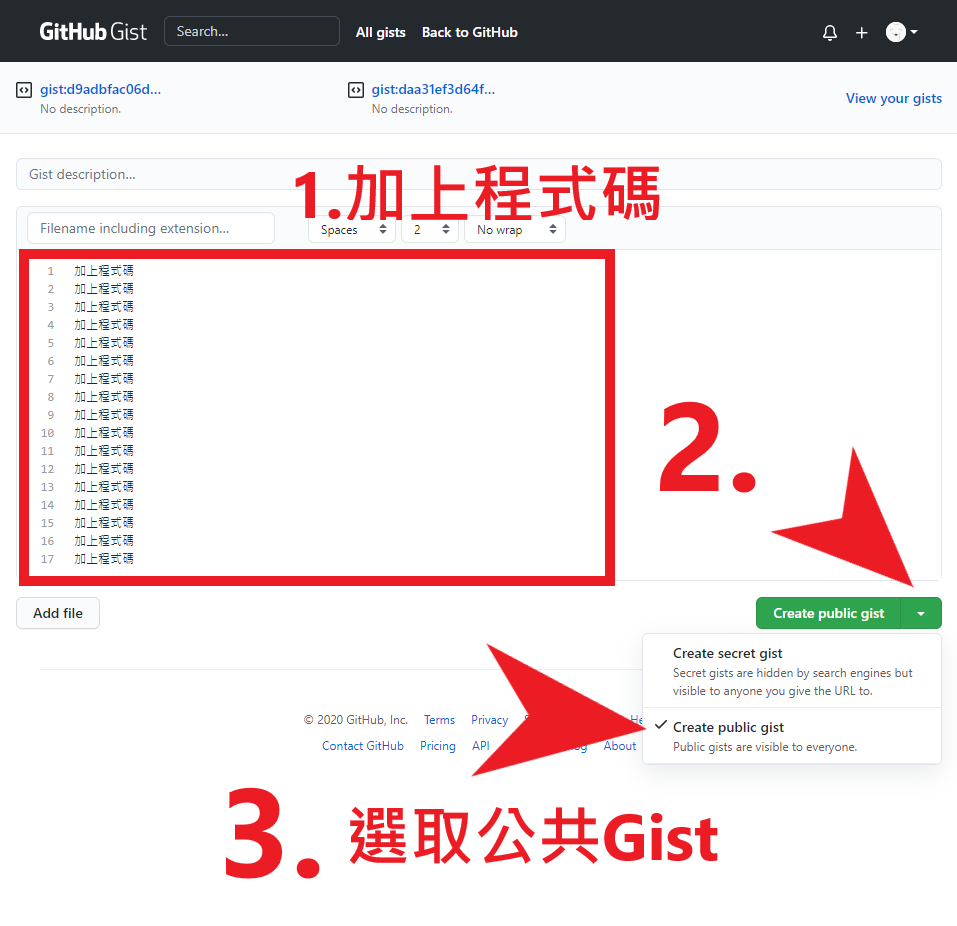 GitHub Gist Search... All gists Back to GitHub
gist:d9adbfac06d... gist:daa31ef3d64f... View your gists
No description. No description.
Gist description...
1.加上程式碼
Filename including extension... Spaces 2 No wrap
1 加上程式碼
2 加上程式碼
3 加上程式碼
4 加上程式碼
5 加上程式碼
6 加上程式碼
7 加上程式碼
8 加上程式碼
9 加上程式碼
10 加上程式碼
11 加上程式碼
12 加上程式碼
13 加上程式碼
14 加上程式碼
15 加上程式碼
16 加上程式碼
17 加上程式碼
2.
Add file Create public gist
Create secret gist
Secret gists are hidden by search engines but
visible to anyone you give the URL to.
Create public gist
Public gists are visible to everyone.
© 2020 GitHub, Inc. Terms Privacy
Contact GitHub Pricing API About
3. 選取公共Gist